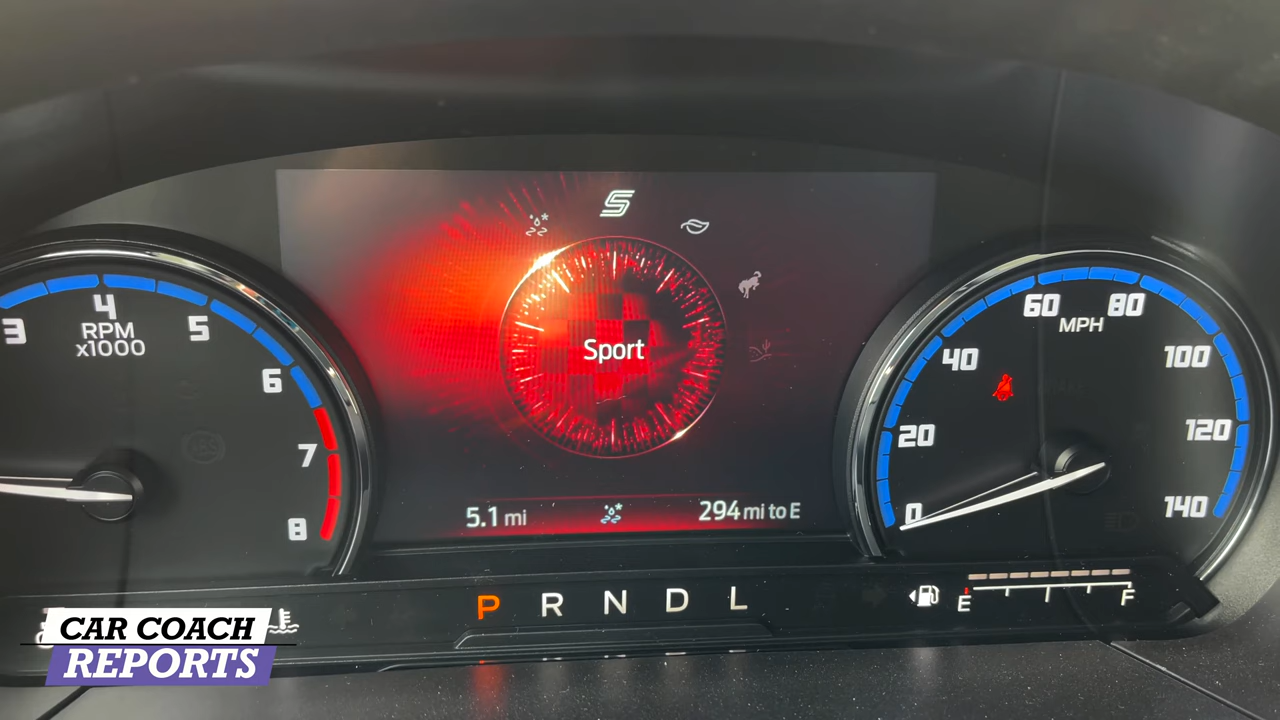 3
4
5
6
7
8
RPM
x1000
Sport
5.1 mi
294 mi to E
0
20
40
60
80
100
120
140
MPH
P R N D L
E F
CAR COACH
REPORTS